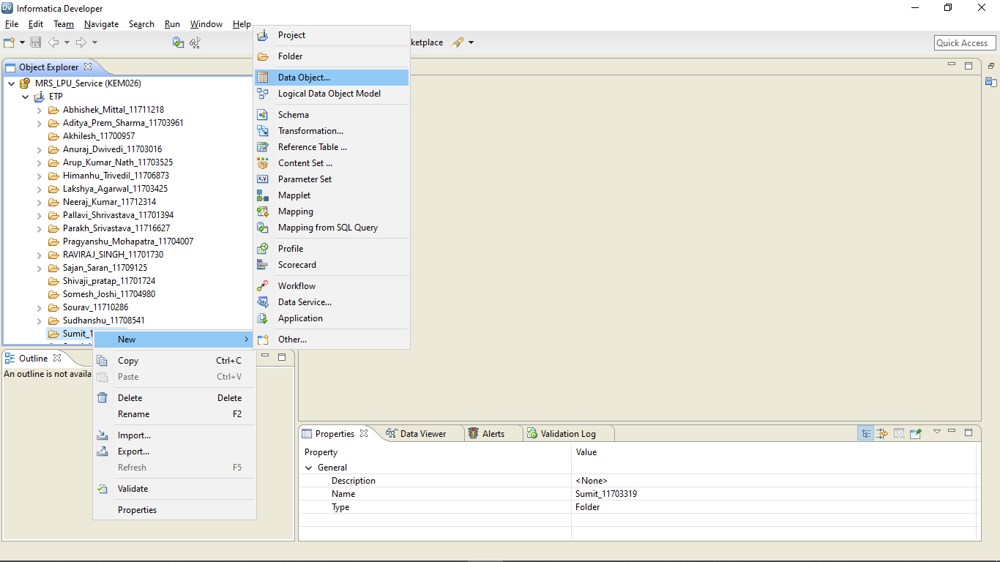 Informatica Developer
File Edit Team Navigate Search Run Window Help
ketplace
Quick Access
Object Explorer
MRS_LPU_Service (KEM026)
ETP
Abhishek_Mittal_11711218
Aditya_Prem_Sharma_11703961
Akhilesh_11700957
Anuraj_Dwivedi_11703016
Arup_Kumar_Nath_11703525
Himanhu_Trivedil_11706873
Lakshya_Agarwal_11703425
Neeraj_Kumar_11712314
Pallavi_Shrivastava_11701394
Parakh_Srivastava_11716627
Pragyanshu_Mohapatra_11704007
RAVIRAJ_SINGH_11701730
Sajan_Saran_11709125
Shivaji_pratap_11701724
Somesh_Joshi_11704980
Sourav_11710286
Sudhanshu_11708541
Sumit_1
Project
Folder
Data Object...
Logical Data Object Model
Schema
Transformation...
Reference Table ...
Content Set ...
Parameter Set
Mapplet
Mapping
Mapping from SQL Query
Profile
Scorecard
Workflow
Data Service...
Application
Other...
New
Copy Ctrl+C
Paste Ctrl+V
Delete Delete
Rename F2
Import...
Export...
Refresh F5
Validate
Properties
Outline
An outline is not availa
Properties Data Viewer Alerts Validation Log
Property Value
General
Description <None>
Name Sumit_11703319
Type Folder